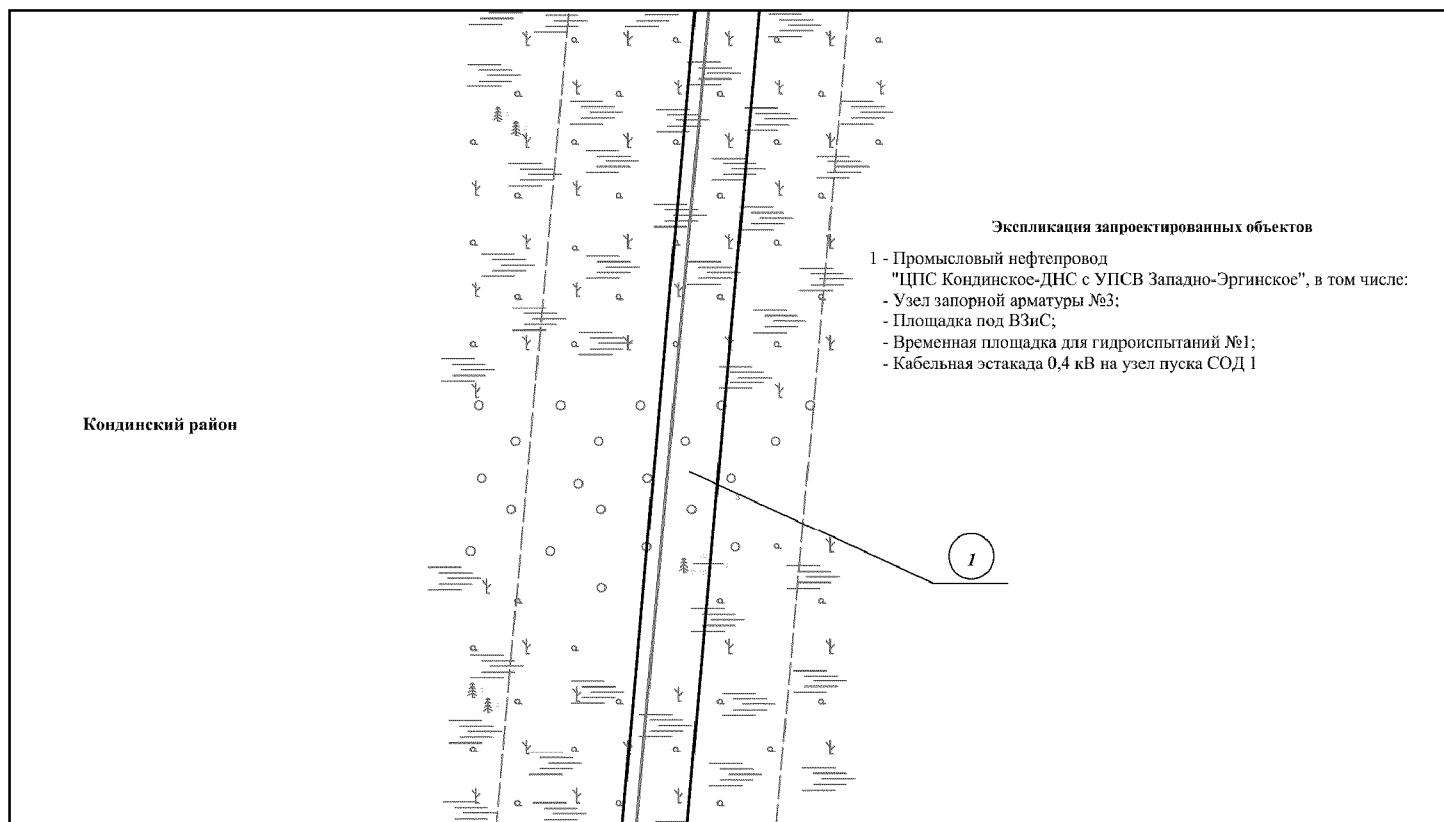 Экспликация запроектированных объектов
1 - Промысловый нефтепровод
"ЦПС Кондинское-ДНС с УПСВ Западно-Эргинское", в том числе:
- Узел запорной арматуры №3;
- Площадка под ВЗиС;
- Временная площадка для гидроиспытаний №1;
- Кабельная эстакада 0,4 кВ на узел пуска СОД 1
Кондинский район
1